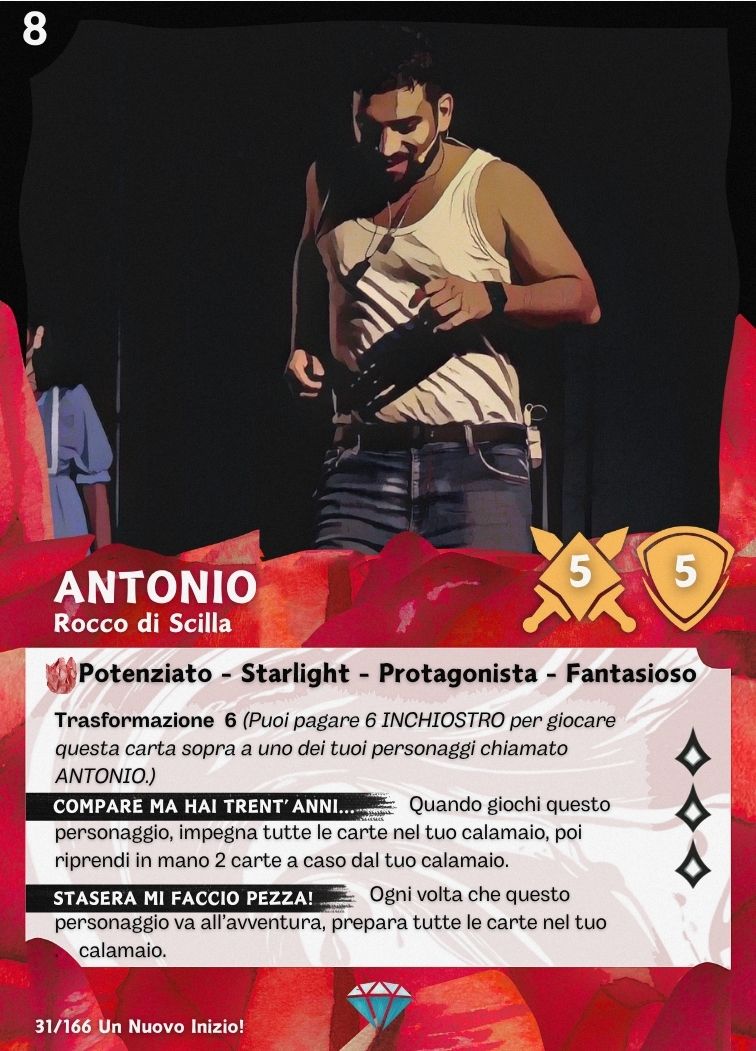 8
ANTONIO
Rocco di Scilla
5
5
Potenziato - Starlight - Protagonista - Fantasioso
Trasformazione 6 (Puoi pagare 6 INCHIOSTRO per giocare
questa carta sopra a uno dei tuoi personaggi chiamato
ANTONIO.)
COMPARE MA HAI TRENT'ANNI... Quando giochi questo
personaggio, impegna tutte le carte nel tuo calamaio, poi
riprendi in mano 2 carte a caso dal tuo calamaio.
STASERA MI FACCIO PEZZA! Ogni volta che questo
personaggio va all'avventura, prepara tutte le carte nel tuo
calamaio.
31/166 Un Nuovo Inizio!